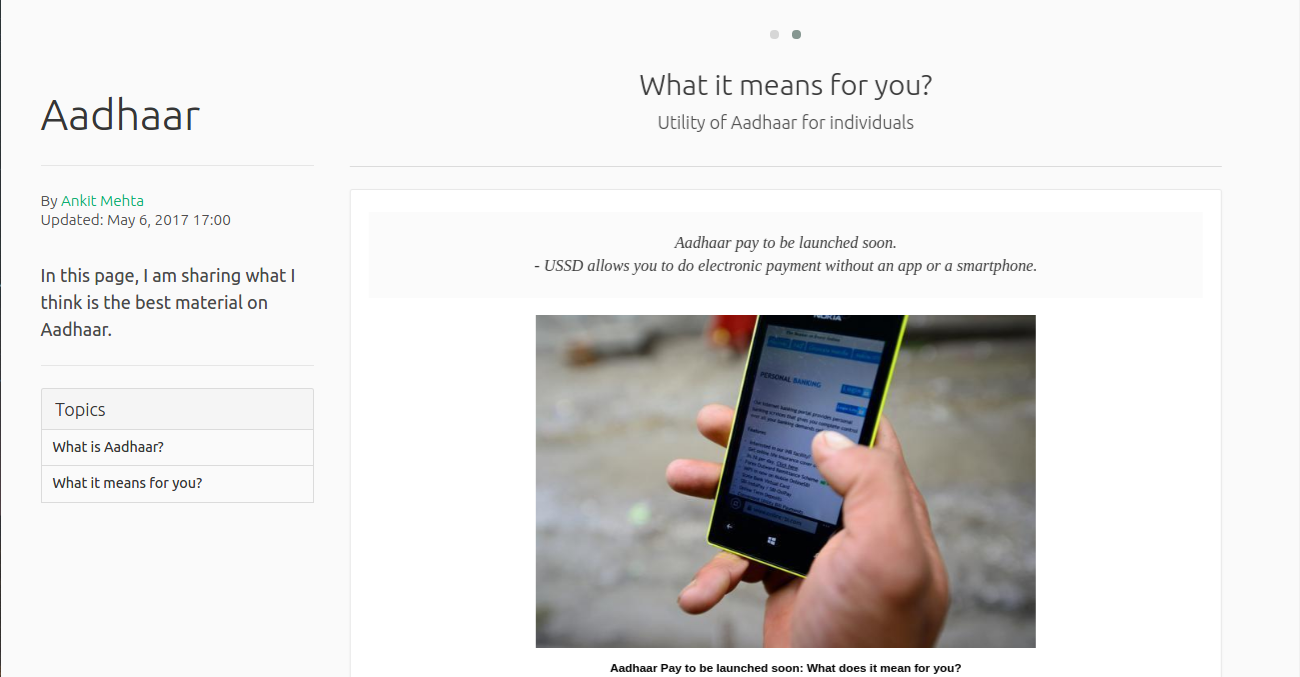 Aadhaar
By Ankit Mehta
Updated: May 6, 2017 17:00
In this page, I am sharing what I
think is the best material on
Aadhaar.
Topics
What is Aadhaar?
What it means for you?
What it means for you?
Utility of Aadhaar for individuals
Aadhaar pay to be launched soon.
- USSD allows you to do electronic payment without an app or a smartphone.
NOKIA
PERSONAL BANKING
Aadhaar Pay to be launched soon: What does it mean for you?